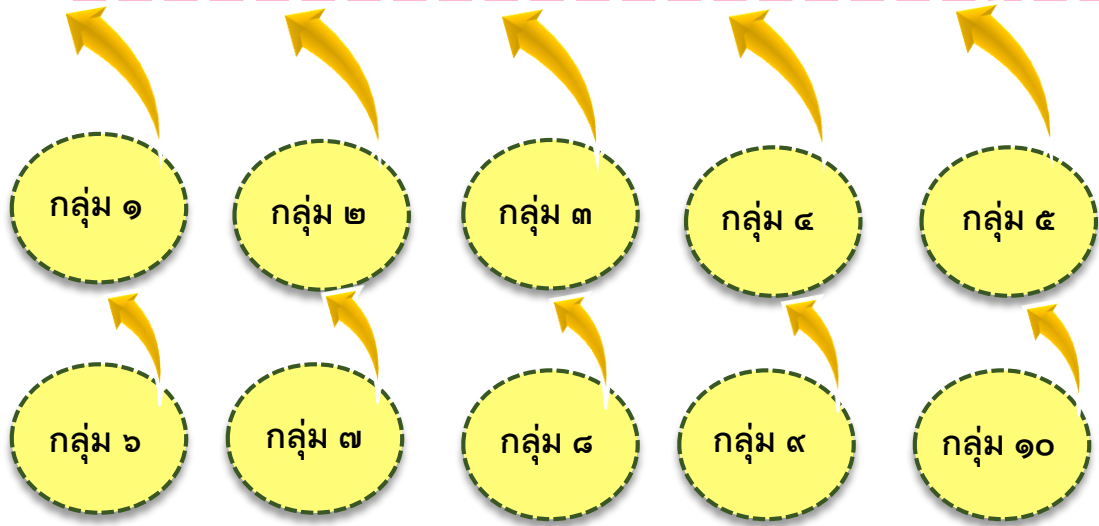 กลุ่ม ๑
กลุ่ม ๒
กลุ่ม ๓
กลุ่ม ๔
กลุ่ม ๕
กลุ่ม ๖
กลุ่ม ๗
กลุ่ม ๘
กลุ่ม ๙
กลุ่ม ๑๐